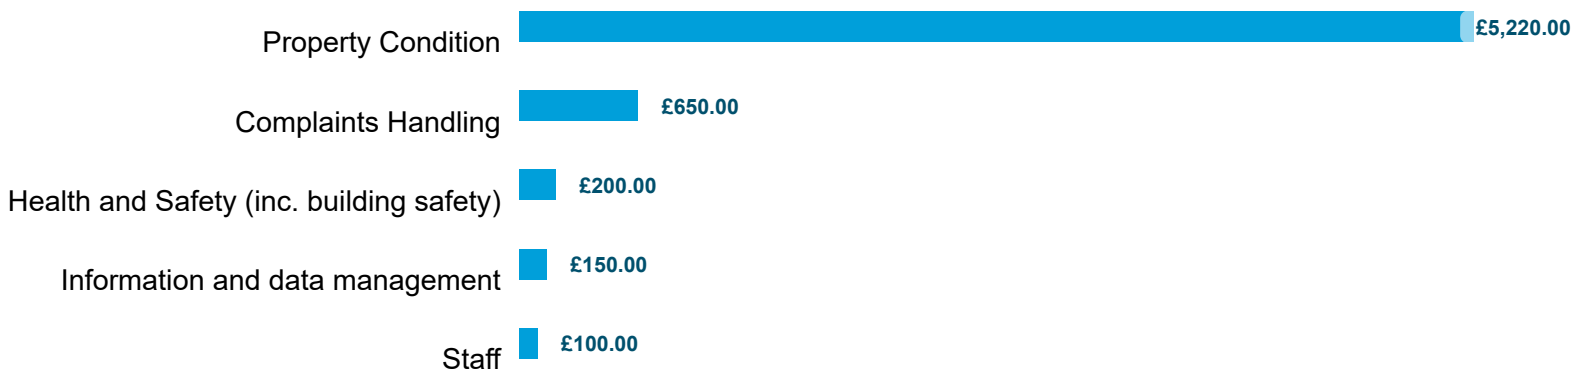 Property Condition £5,220.00
Complaints Handling £650.00
Health and Safety (inc. building safety) £200.00
Information and data management £150.00
Staff £100.00